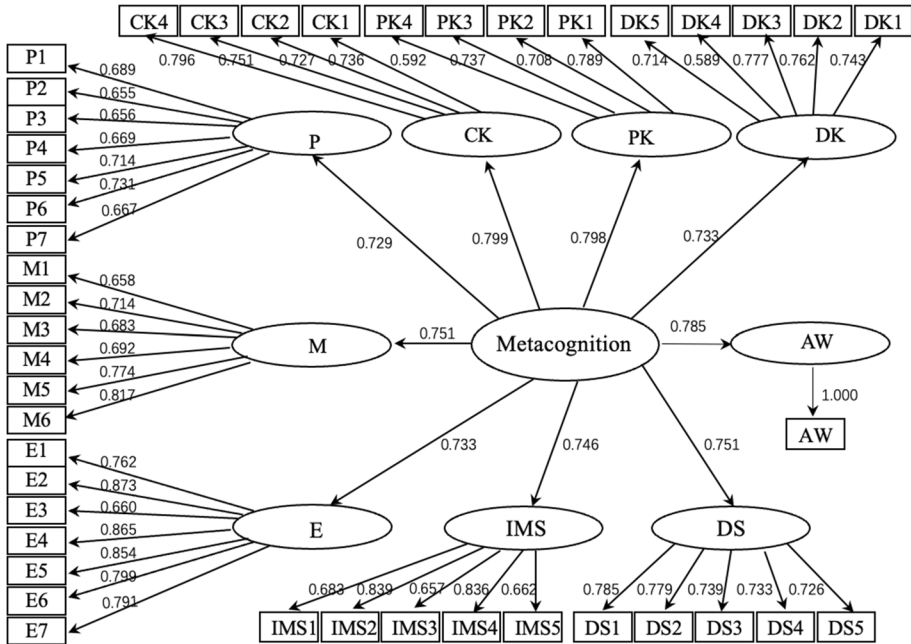 CK4 CK3 CK2 CK1 PK4 PK3 PK2 PK1 DK5 DK4 DK3 DK2 DK1
0.796 0.751 0.727 0.736 0.592 0.737 0.708 0.789 0.714 0.589 0.777 0.762 0.743
P1
0.689
P2
0.655
P3
0.656
P4
0.669
P5
0.714
P6
0.731
P7
0.667
P CK PK DK
0.729 0.799 0.798 0.733
M1
0.658
M2
0.714
M3
0.683
M4
0.692
M5
0.774
M6
0.817
M 0.751 Metacognition 0.785 AW
1.000
AW
0.733 0.746 0.751
E1
0.762
E2
0.873
E3
0.660
E4
0.865
E5
0.854
E6
0.799
E7
0.791
E IMS DS
0.683 0.839 0.657 0.836 0.662 0.785 0.779 0.739 0.733 0.726
IMS1 IMS2 IMS3 IMS4 IMS5 DS1 DS2 DS3 DS4 DS5